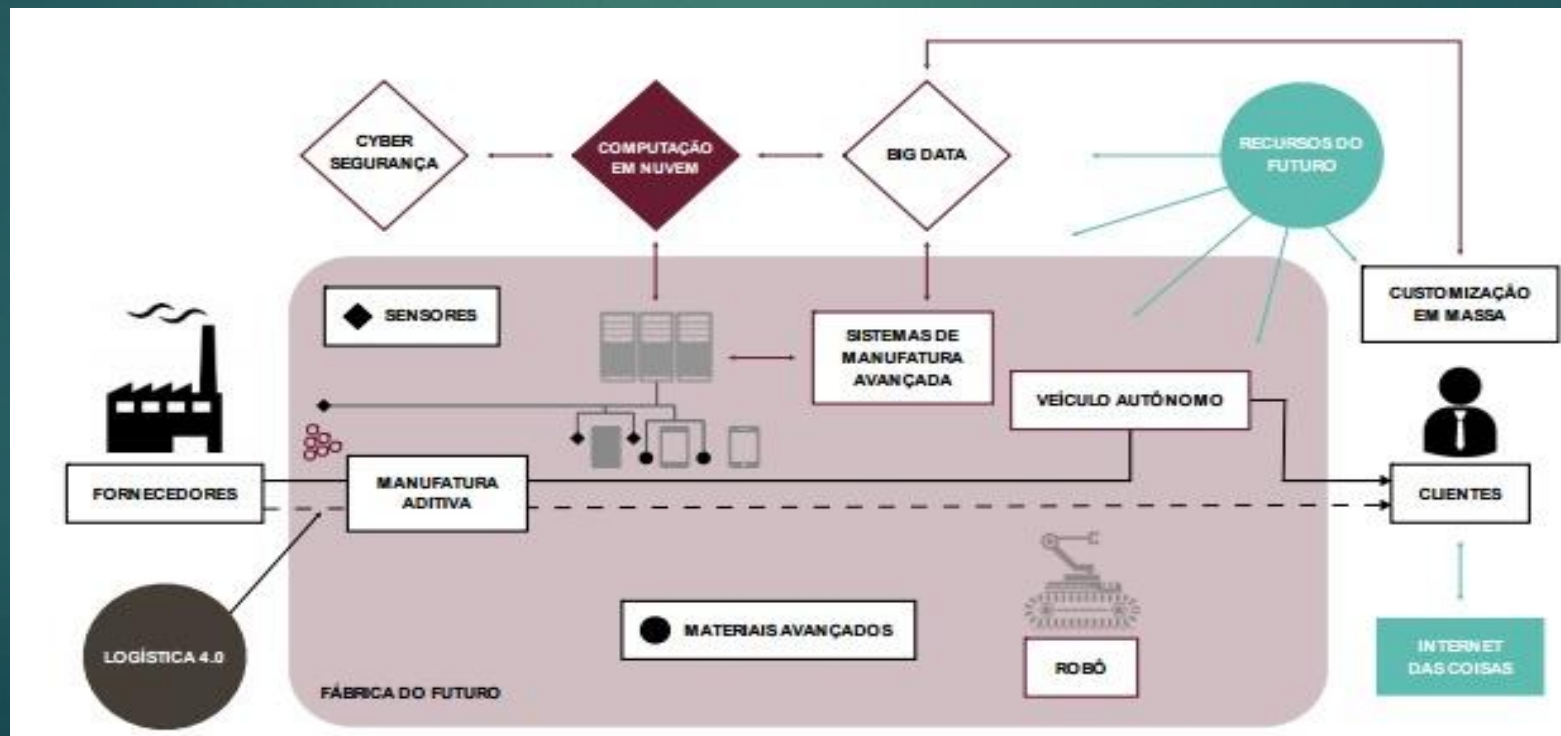 CYBER
SEGURANÇA
COMPUTAÇÃO
EM NUVEM
BIG DATA
RECURSOS DO
FUTURO
CUSTOMIZAÇÃO
EM MASSA
SENSORES
SISTEMAS DE
MANUFATURA
AVANÇADA
VEÍCULO AUTÔNOMO
FORNECEDORES
MANUFATURA
ADITIVA
CLIENTES
LOGÍSTICA 4.0
MATERIAIS AVANÇADOS
ROBÔ
INTERNET
DAS COISAS
FÁBRICA DO FUTURO